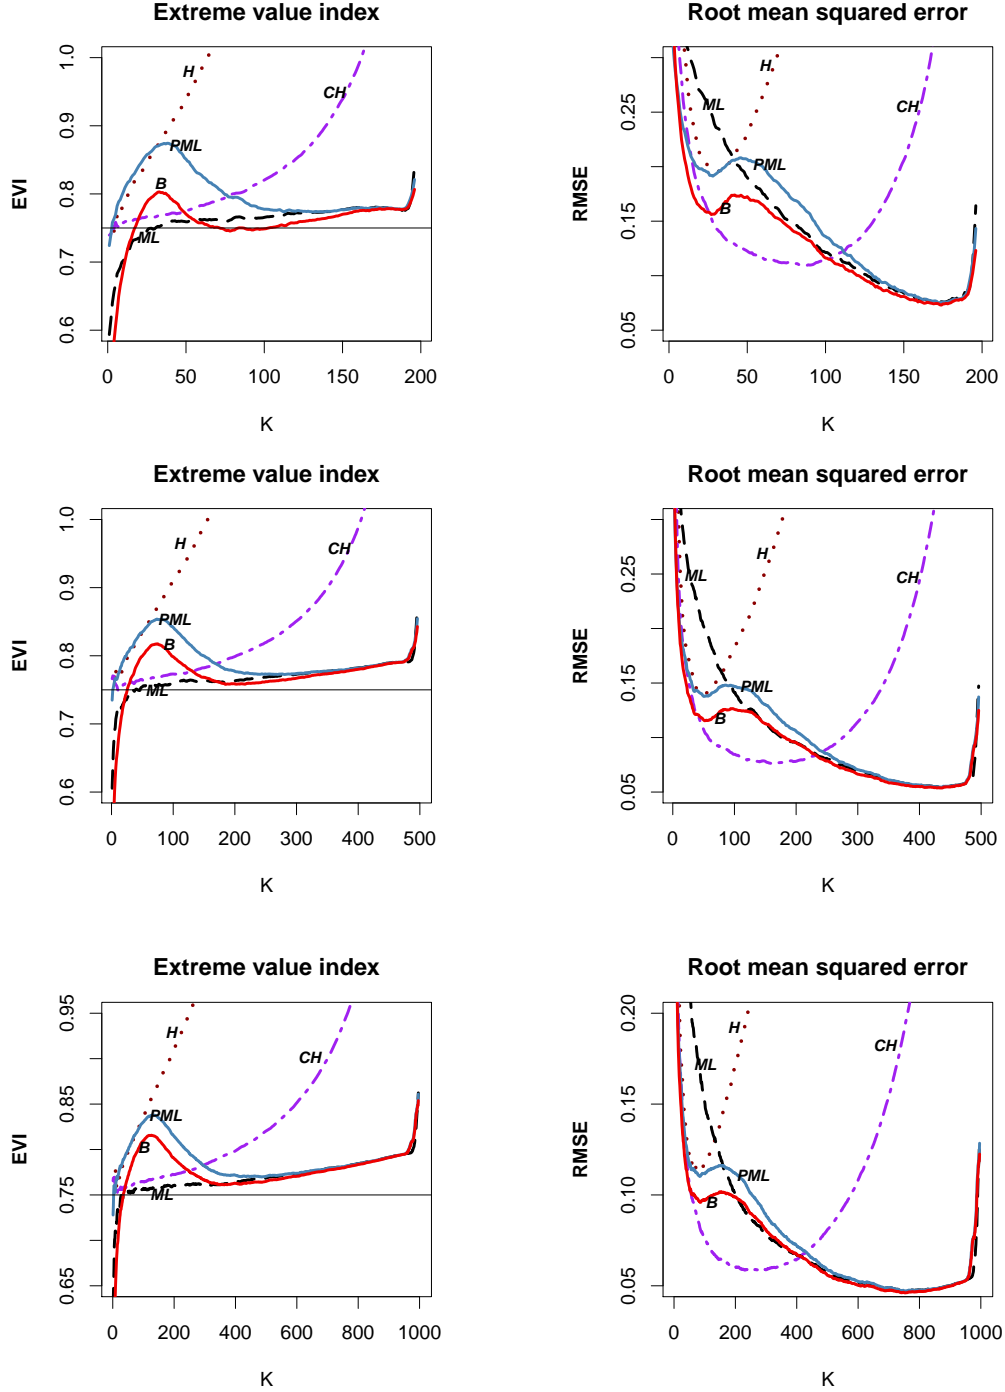 Extreme value index
Root mean squared error
EVI
0.6 0.7 0.8 0.9 1.0
H
CH
PML
B
ML
0 50 100 150 200
K
RMSE
0.05 0.15 0.25
H
ML
CH
PML
B
0 50 100 150 200
K
Extreme value index
Root mean squared error
EVI
0.6 0.7 0.8 0.9 1.0
H
CH
PML
B
ML
0 100 200 300 400 500
K
RMSE
0.05 0.15 0.25
H
ML
CH
PML
B
0 100 200 300 400 500
K
Extreme value index
Root mean squared error
EVI
0.65 0.75 0.85 0.95
H
CH
PML
B
ML
0 200 400 600 800 1000
K
RMSE
0.05 0.10 0.15 0.20
H
CH
ML
PML
B
0 200 400 600 800 1000
K